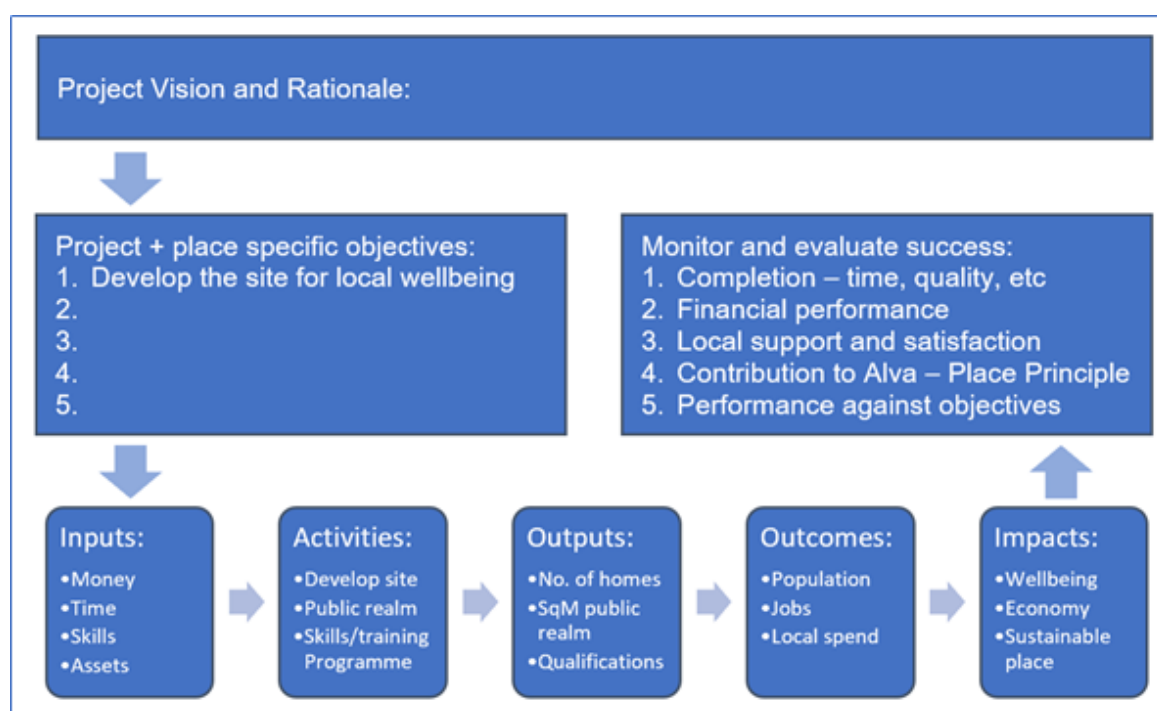 Project Vision and Rationale:
Project + place specific objectives:
1. Develop the site for local wellbeing
2.
3.
4.
5.
Monitor and evaluate success:
1. Completion – time, quality, etc
2. Financial performance
3. Local support and satisfaction
4. Contribution to Alva – Place Principle
5. Performance against objectives
Inputs:
•Money
•Time
•Skills
•Assets
Activities:
•Develop site
•Public realm
•Skills/training
Programme
Outputs:
•No. of homes
•SqM public
realm
•Qualifications
Outcomes:
•Population
•Jobs
•Local spend
Impacts:
•Wellbeing
•Economy
•Sustainable
place